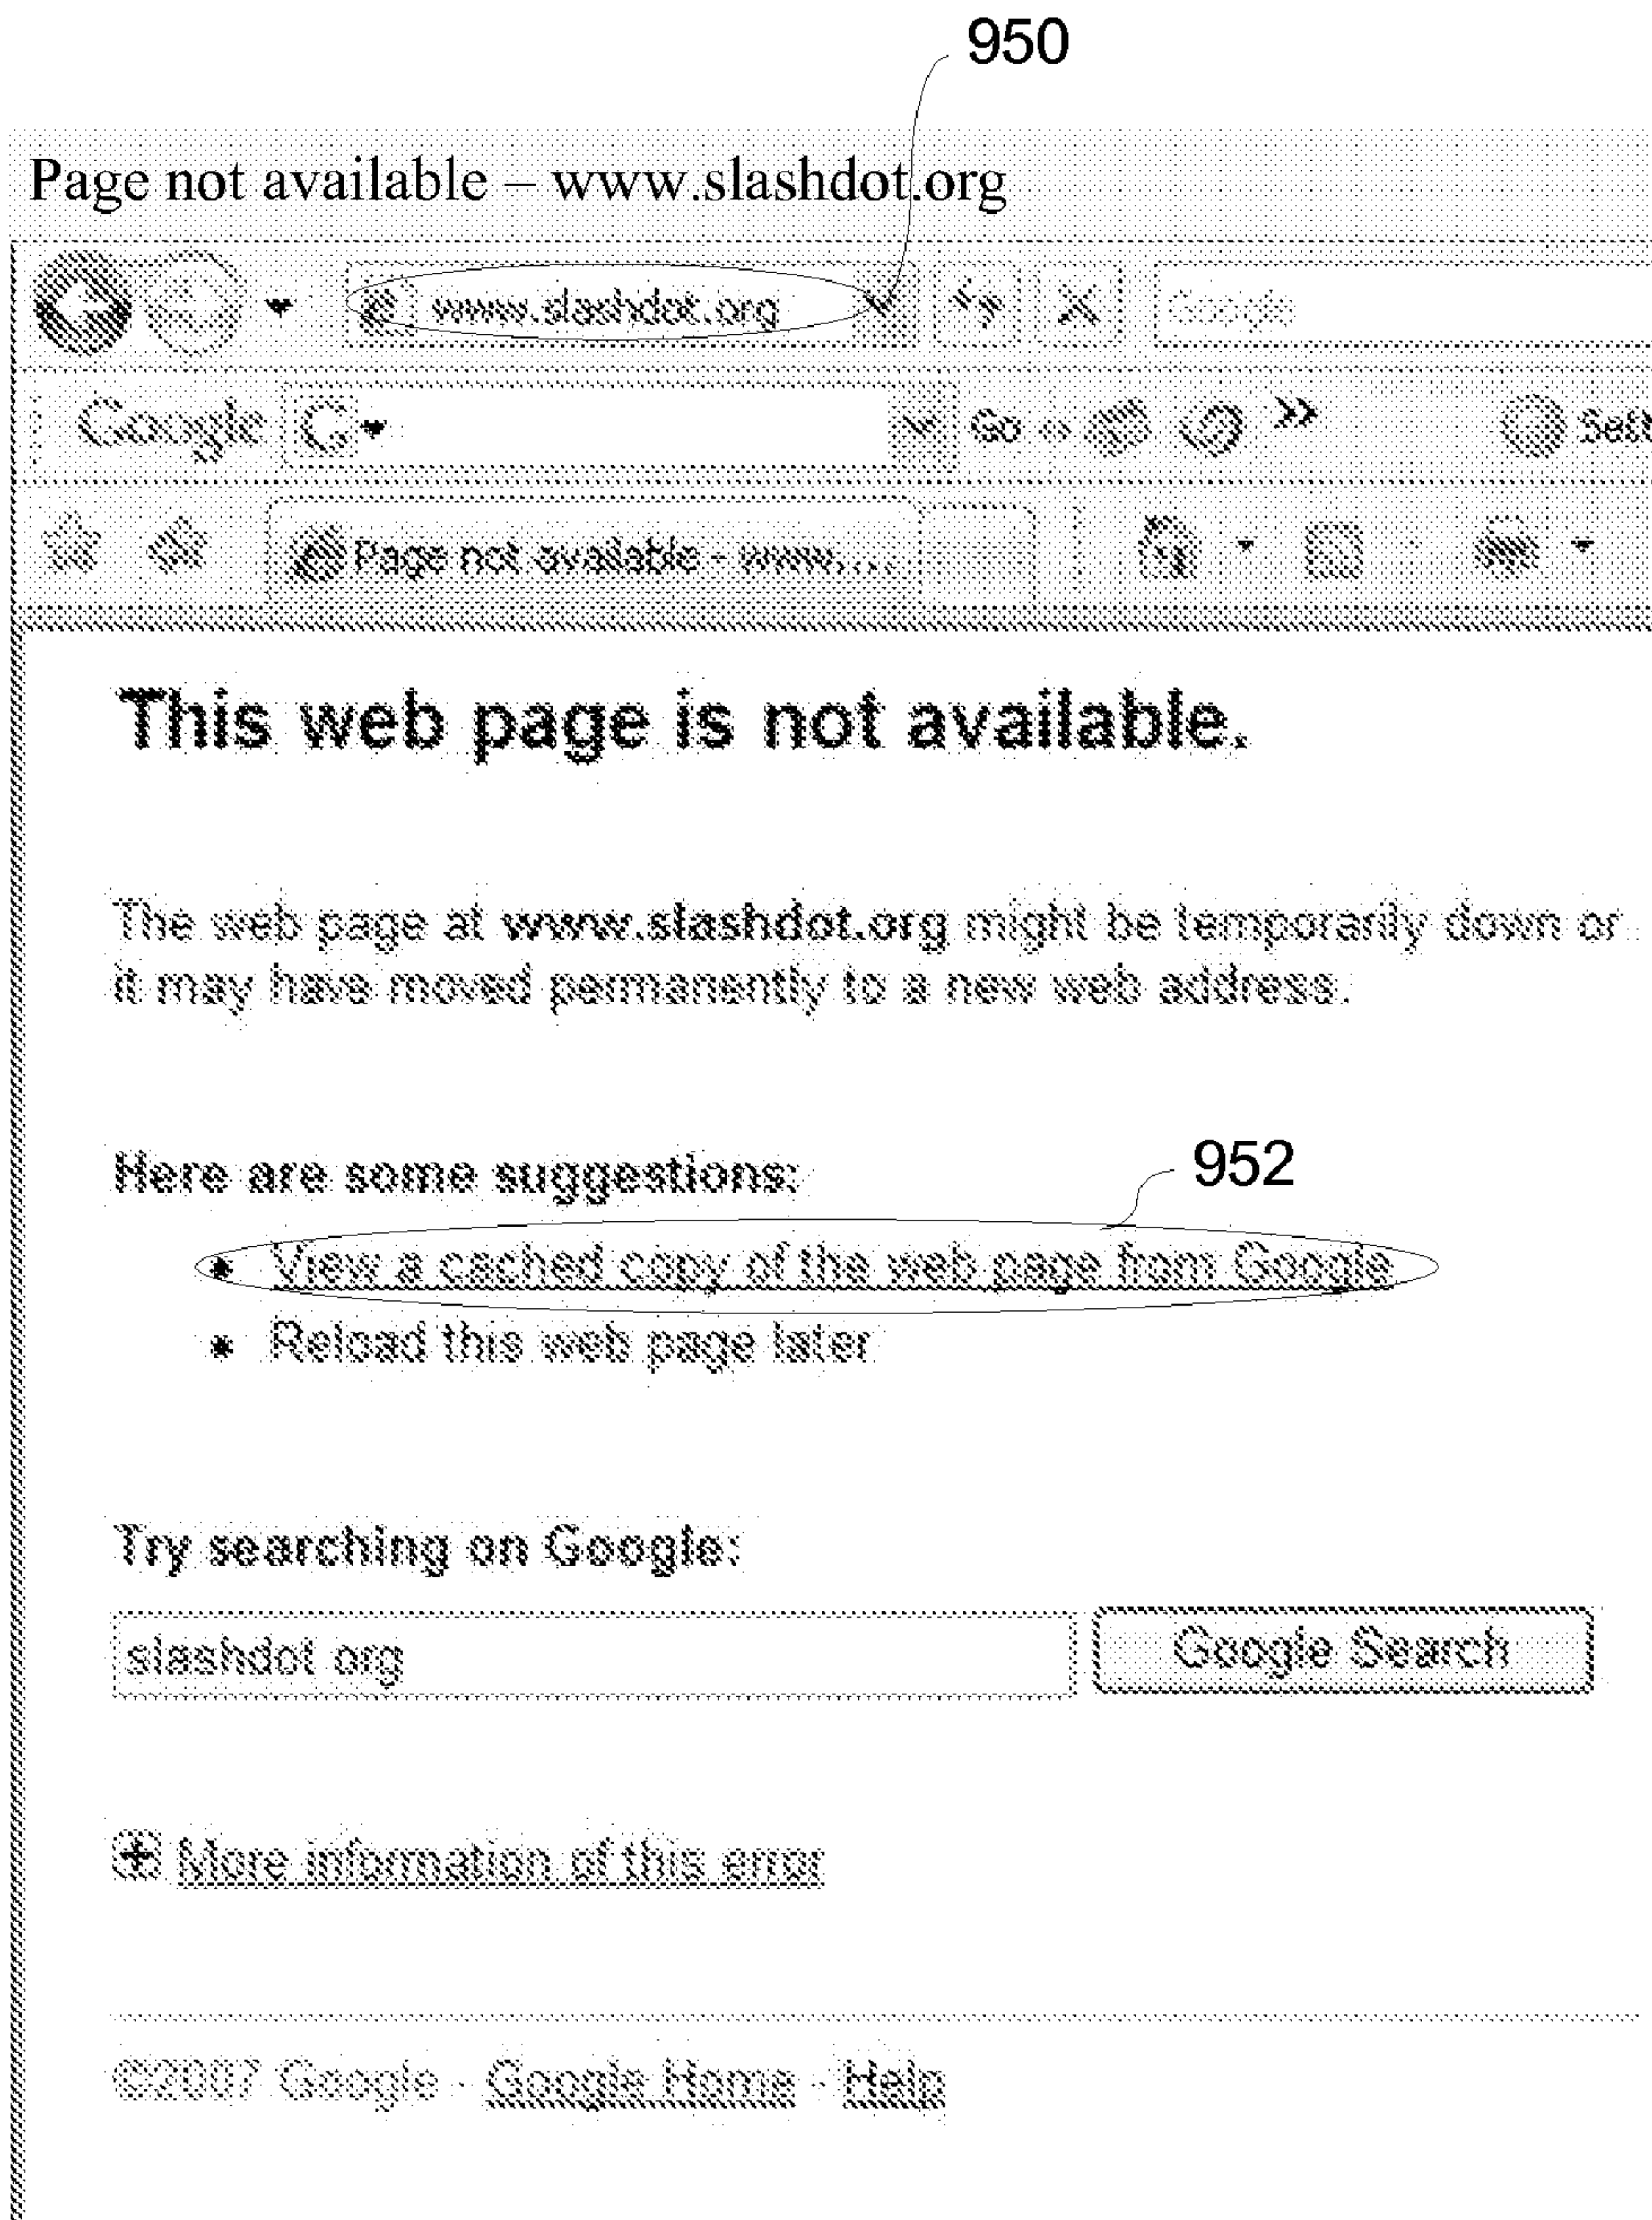 950
Page not available – www.slashdot.org
www.slashdot.org Google
Google G Go Sett
Page not available - www....
This web page is not available.
The web page at www.slashdot.org might be temporarily down or
it may have moved permanently to a new web address.
Here are some suggestions:
952
• View a cached copy of the web page from Google
• Reload this web page later
Try searching on Google:
slashdot org Google Search
More information of this error
©2007 Google - Google Home - Help